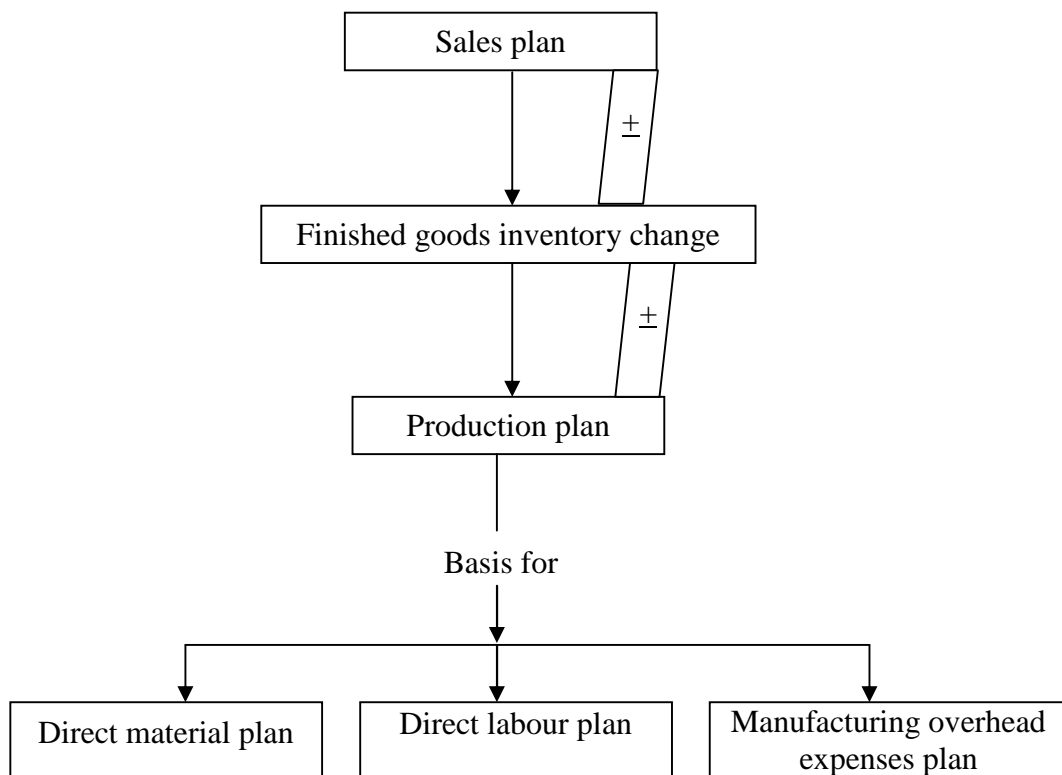 Sales plan
±
Finished goods inventory change
±
Production plan
Basis for
Direct material plan
Direct labour plan
Manufacturing overhead
expenses plan